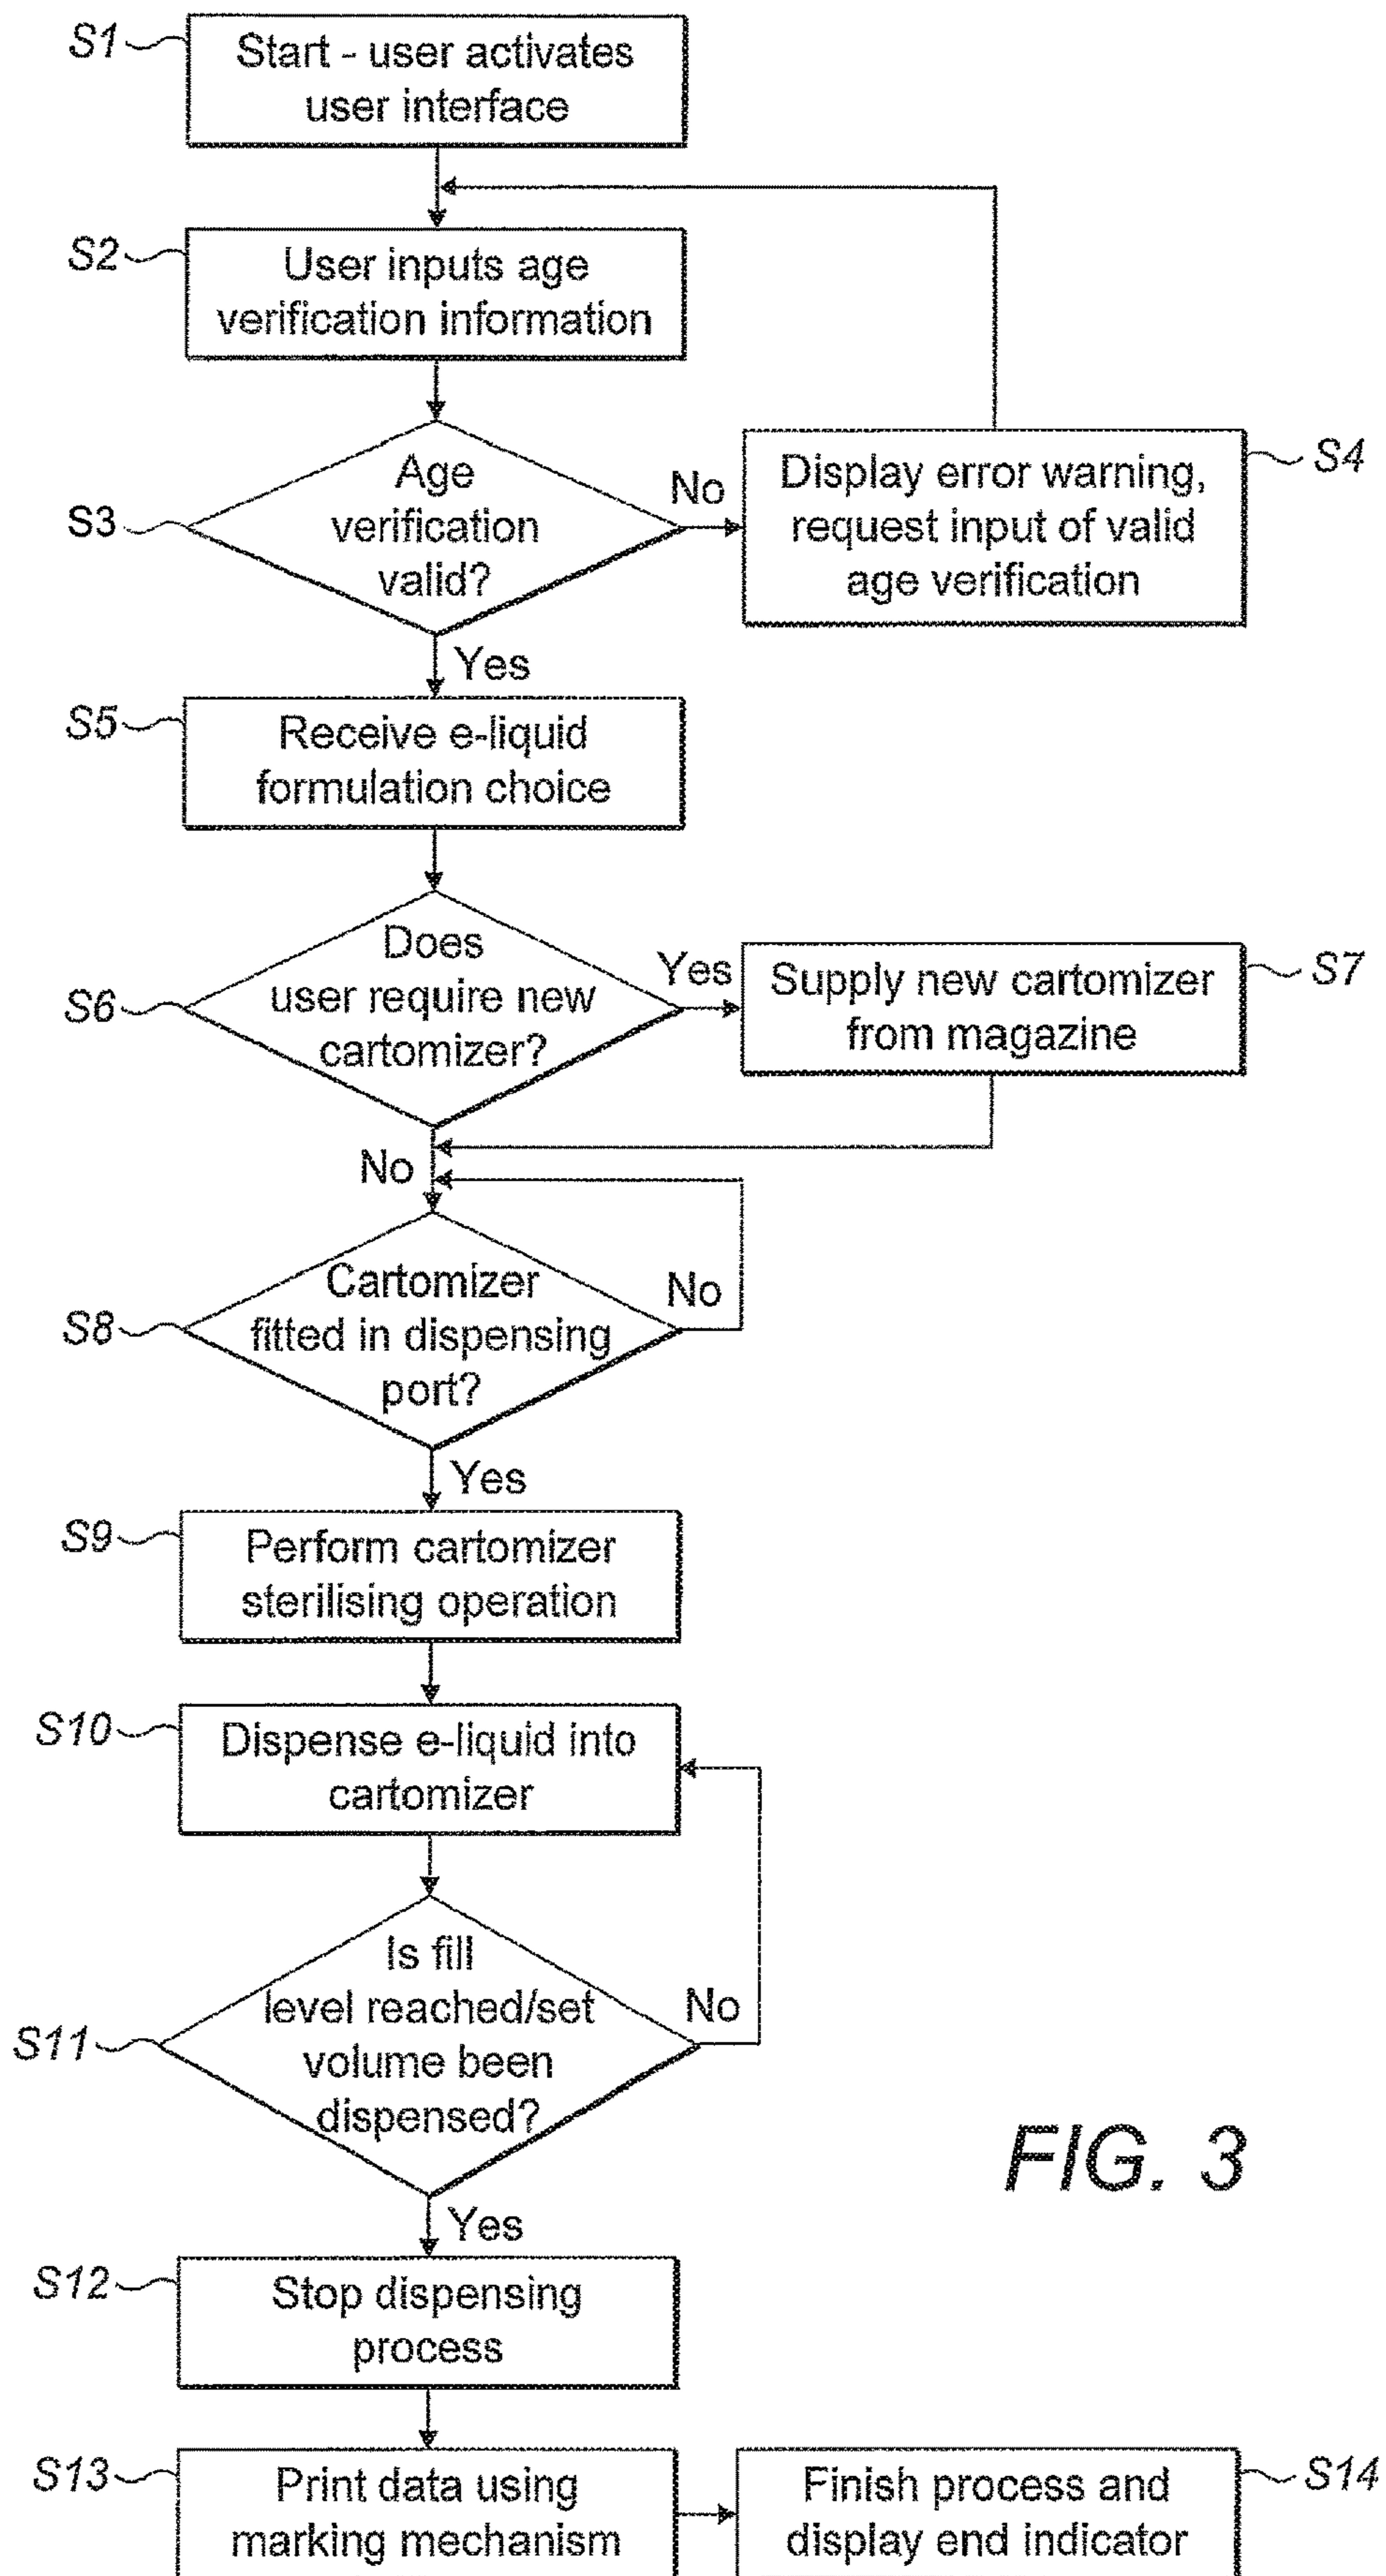 S1
Start - user activates
user interface
S2
User inputs age
verification information
S3
Age
verification
valid?
No
S4
Display error warning,
request input of valid
age verification
Yes
S5
Receive e-liquid
formulation choice
S6
Does
user require new
cartomizer?
Yes
S7
Supply new cartomizer
from magazine
No
S8
Cartomizer
fitted in dispensing
port?
No
Yes
S9
Perform cartomizer
sterilising operation
S10
Dispense e-liquid into
cartomizer
S11
Is fill
level reached/set
volume been
dispensed?
No
Yes
S12
Stop dispensing
process
S13
Print data using
marking mechanism
S14
Finish process and
display end indicator
FIG. 3